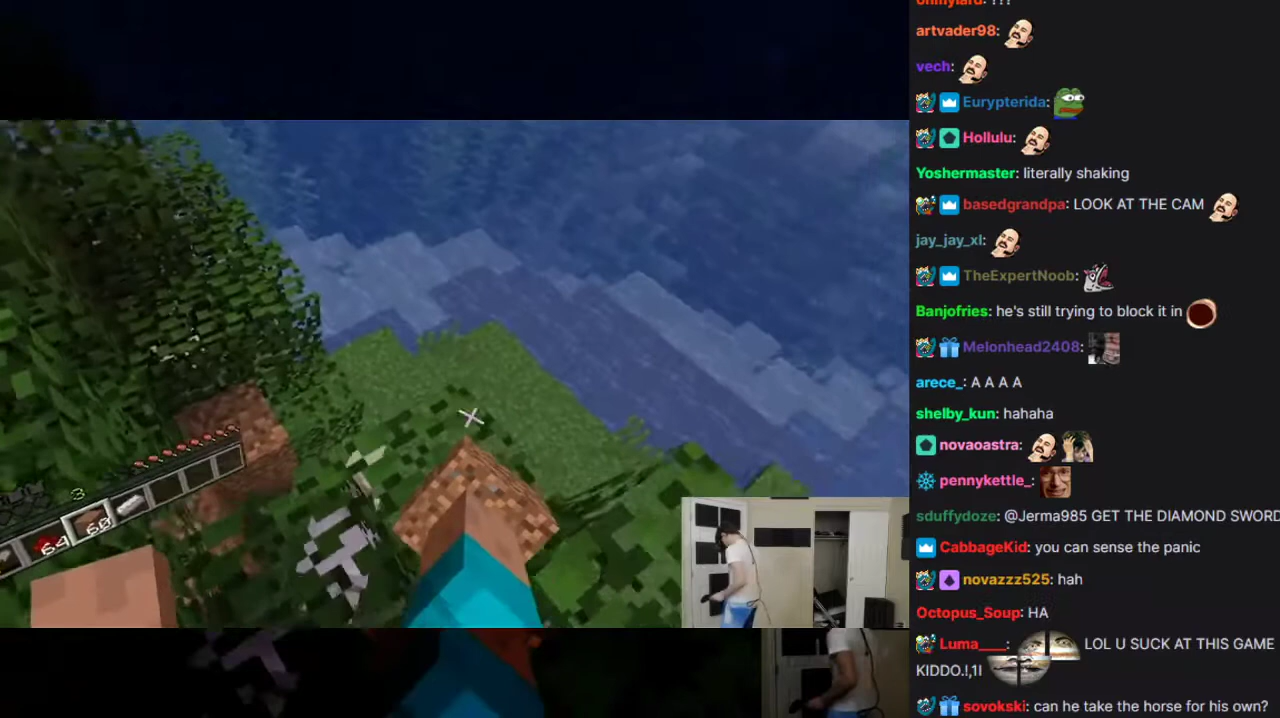 ohmylard: ???
artvader98:
vech:
Eurypterida:
Hollulu:
Yoshermaster: literally shaking
basedgrandpa: LOOK AT THE CAM
jay_jay_xl:
TheExpertNoob:
Banjofries: he's still trying to block it in
Melonhead2408:
arece_: A A A A
shelby_kun: hahaha
novaoastra:
pennykettle_:
sduffydoze: @Jerma985 GET THE DIAMOND SWORD
CabbageKid: you can sense the panic
novazzz525: hah
Octopus_Soup: HA
Luma____: LOL U SUCK AT THIS GAME
KIDDO.!,1I
sovokski: can he take the horse for his own?
3
64
60